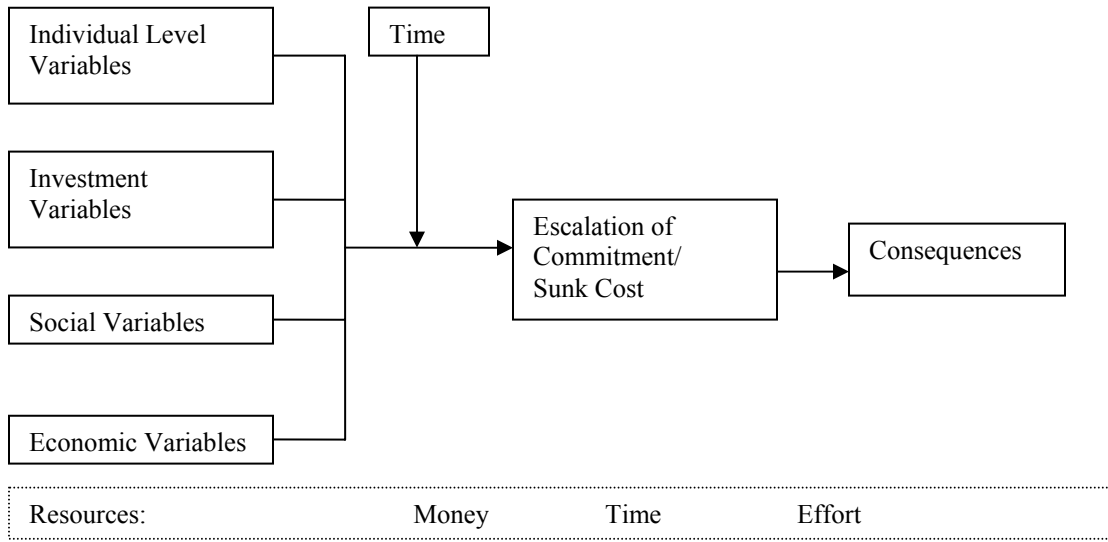 Individual Level
Variables
Time
Investment
Variables
Escalation of
Commitment/
Sunk Cost
Consequences
Social Variables
Economic Variables
Resources: Money Time Effort